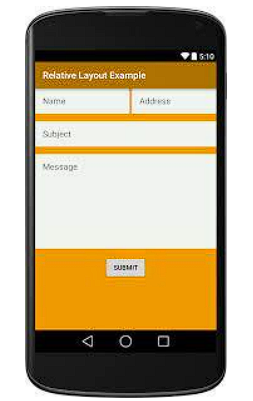 5:10
Relative Layout Example
Name Address
Subject
Message
SUBMIT